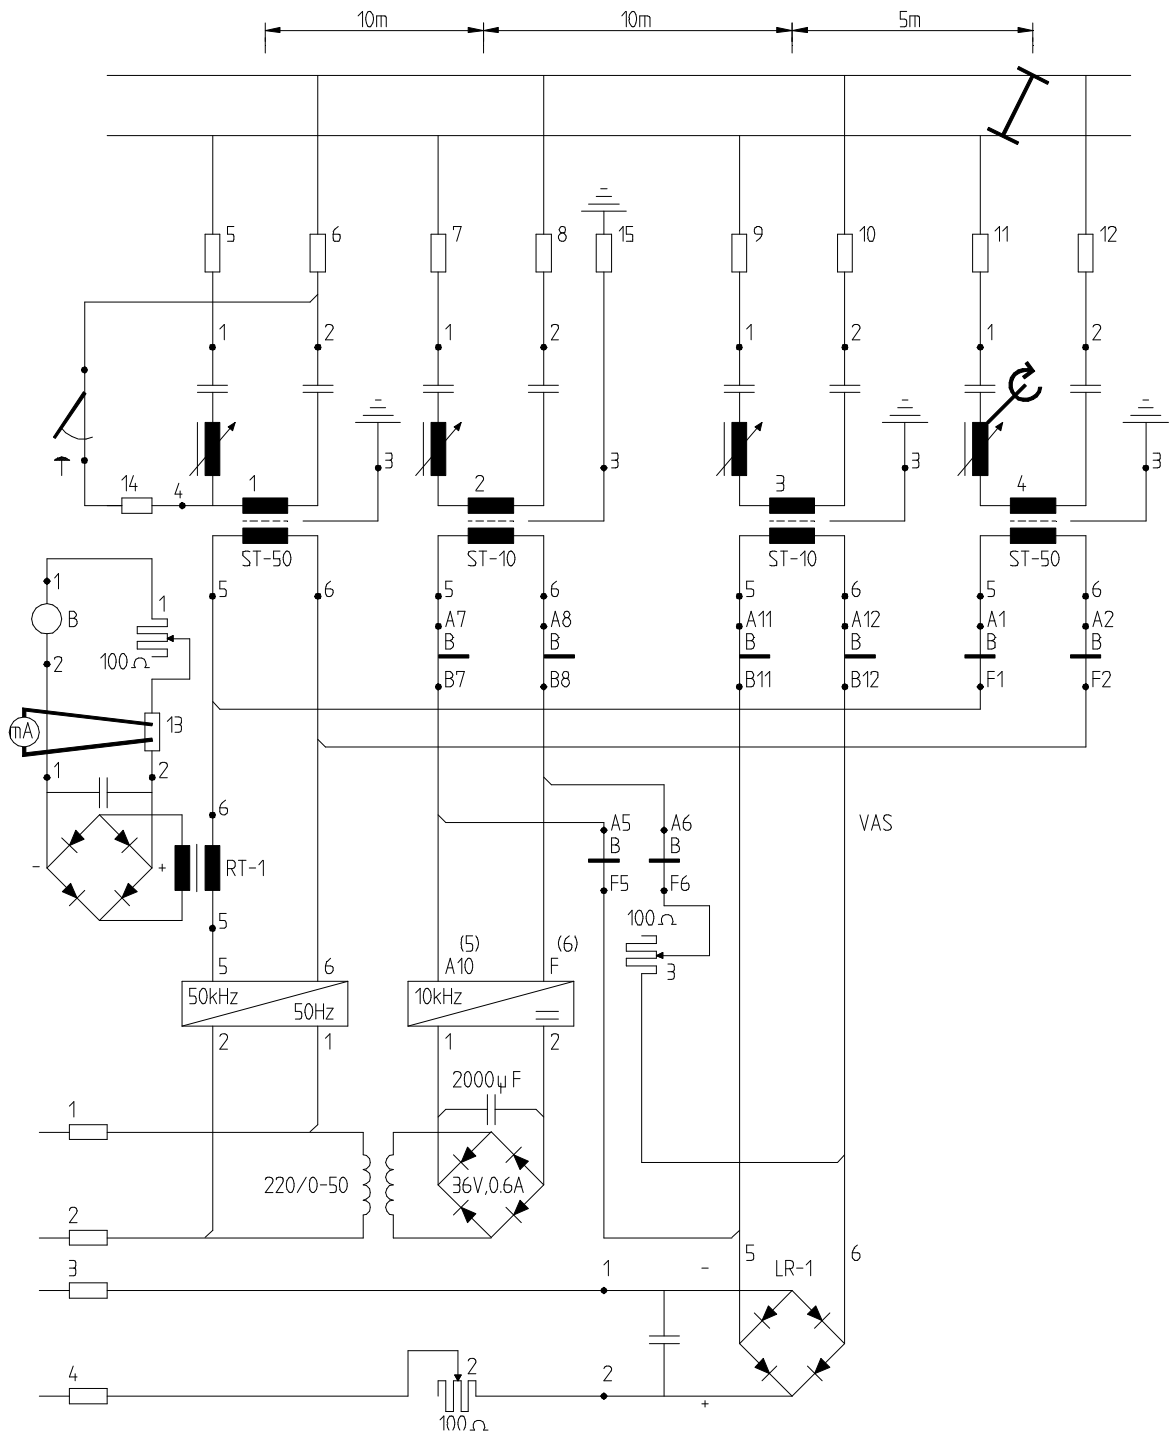 10m 10m 5m
5 6 7 8 15 9 10 11 12
1 2 1 2 1 2 1 2
3 3 3 3
14 4 1 2 3 4
ST-50 ST-10 ST-10 ST-50
1 5 6 5 6 5 6 5 6
B 1 A7 A8 A11 A12 A1 A2
B B B B B B
2 100Ω B7 B8 B11 B12 F1 F2
mA 13
1 2
6 A5 A6 VAS
B B
- + RT-1 F5 F6
5 100Ω
(5) (6)
5 6 A10 F 3
50kHz 10kHz
50Hz
2 1 1 2
2000μF
1
220/0-50 36V,0.6A
2
5 6
3 1 - LR-1
4 2 2
+
100Ω